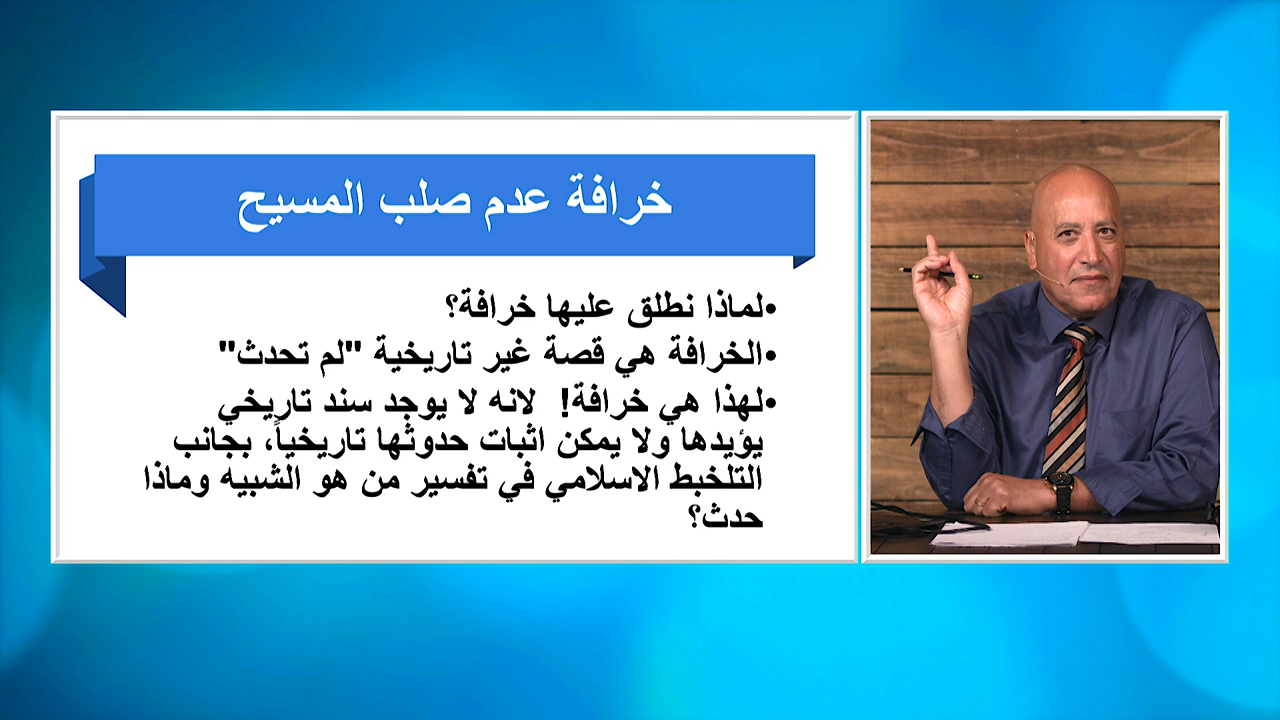 خرافة عدم صلب المسيح
•لماذا نطلق عليها خرافة؟
•الخرافة هي قصة غير تاريخية "لم تحدث"
•لهذا هي خرافة!  لانه لا يوجد سند تاريخي
يؤيدها ولا يمكن اثبات حدوثها تاريخياً، بجانب
التلخبط الاسلامي في تفسير من هو الشبيه وماذا
حدث؟